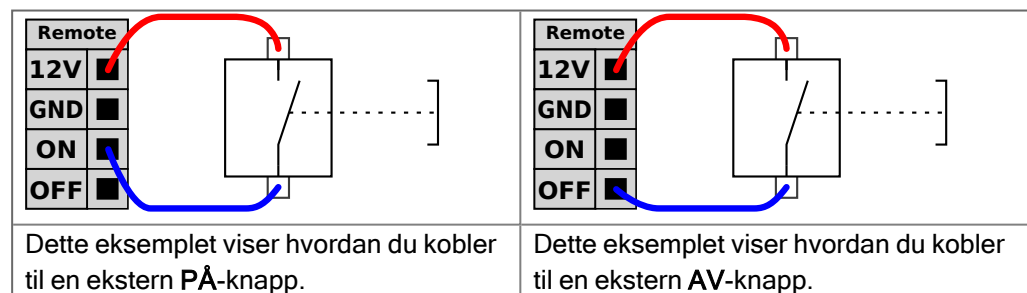 Remote
12V
GND
ON
OFF
Dette eksemplet viser hvordan du kobler
til en ekstern PÅ-knapp.
Remote
12V
GND
ON
OFF
Dette eksemplet viser hvordan du kobler
til en ekstern AV-knapp.